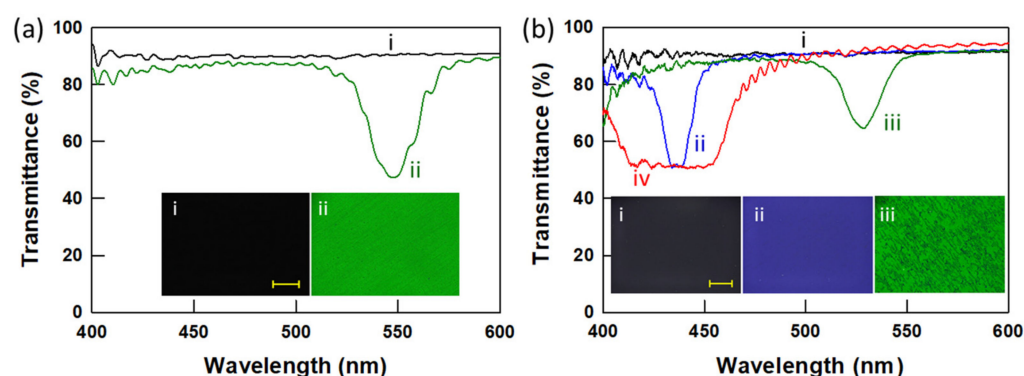 (a)
Transmittance (%)
100
80
60
40
20
0
i
ii
i
ii
400
450
500
550
600
Wavelength (nm)
(b)
Transmittance (%)
100
80
60
40
20
0
i
ii
iii
iv
i
ii
iii
400
450
500
550
600
Wavelength (nm)